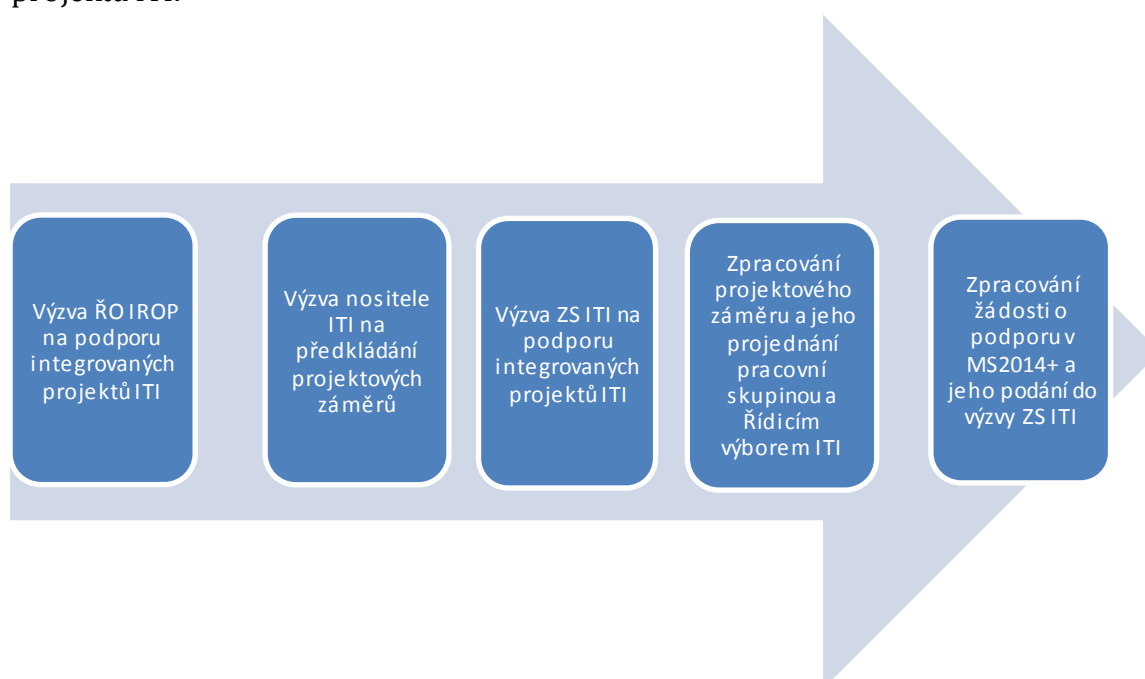 projektů ITI.
Výzva ŘO IROP
na podporu
integrovaných
projektů ITI
Výzva nositele
ITI na
předkládání
projektových
záměrů
Výzva ZS ITI na
podporu
integrovaných
projektů ITI
Zpracování
projektového
záměru a jeho
projednání
pracovní
skupinou a
Řídicím
výborem ITI
Zpracování
žádosti o
podporu v
MS2014+ a
jeho podání do
výzvy ZS ITI